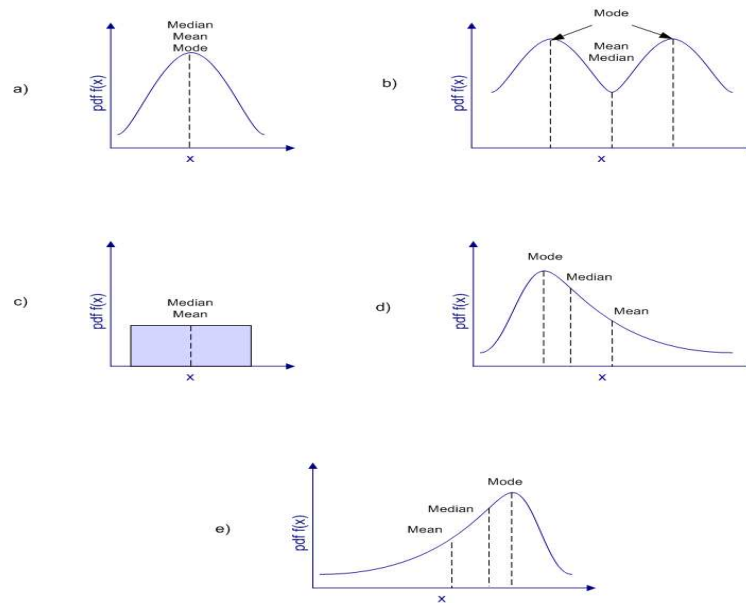 a)
Median
Mean
Mode
pdf f(x)
x
b)
Mode
Mean
Median
pdf f(x)
x
c)
Median
Mean
pdf f(x)
x
d)
Mode
Median
Mean
pdf f(x)
x
e)
Mode
Median
Mean
pdf f(x)
x